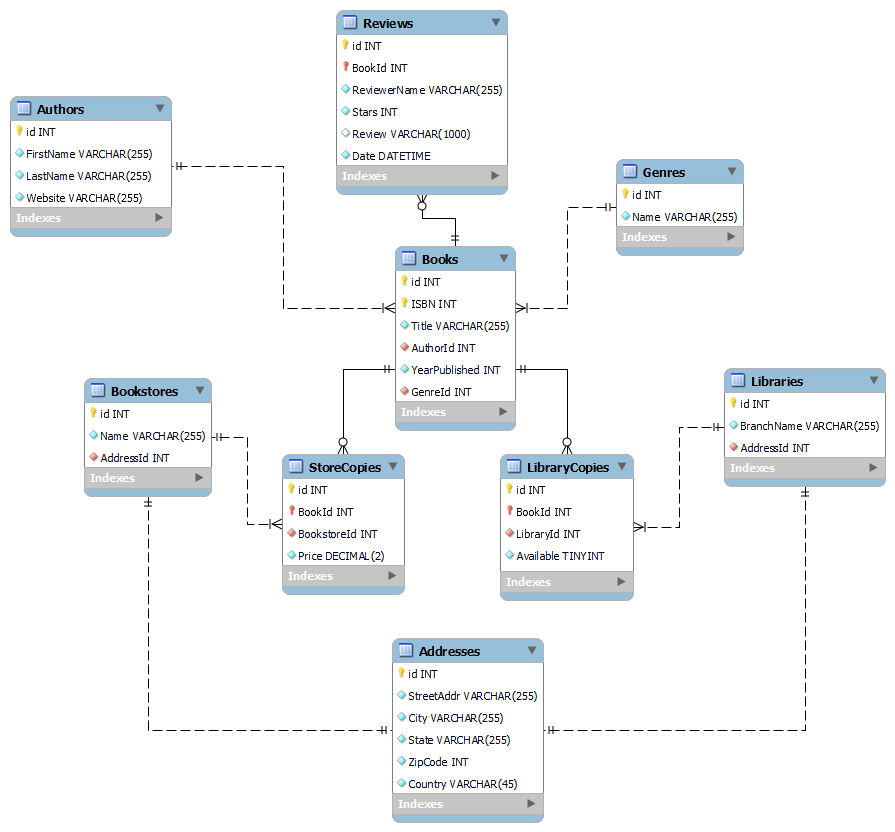 Reviews
id INT
BookId INT
ReviewerName VARCHAR(255)
Stars INT
Review VARCHAR(1000)
Date DATETIME
Indexes
Authors
id INT
FirstName VARCHAR(255)
LastName VARCHAR(255)
Website VARCHAR(255)
Indexes
Genres
id INT
Name VARCHAR(255)
Indexes
Books
id INT
ISBN INT
Title VARCHAR(255)
AuthorId INT
YearPublished INT
GenreId INT
Indexes
Bookstores
id INT
Name VARCHAR(255)
AddressId INT
Indexes
Libraries
id INT
BranchName VARCHAR(255)
AddressId INT
Indexes
StoreCopies
id INT
BookId INT
BookstoreId INT
Price DECIMAL(2)
Indexes
LibraryCopies
id INT
BookId INT
LibraryId INT
Available TINYINT
Indexes
Addresses
id INT
StreetAddr VARCHAR(255)
City VARCHAR(255)
State VARCHAR(255)
ZipCode INT
Country VARCHAR(45)
Indexes